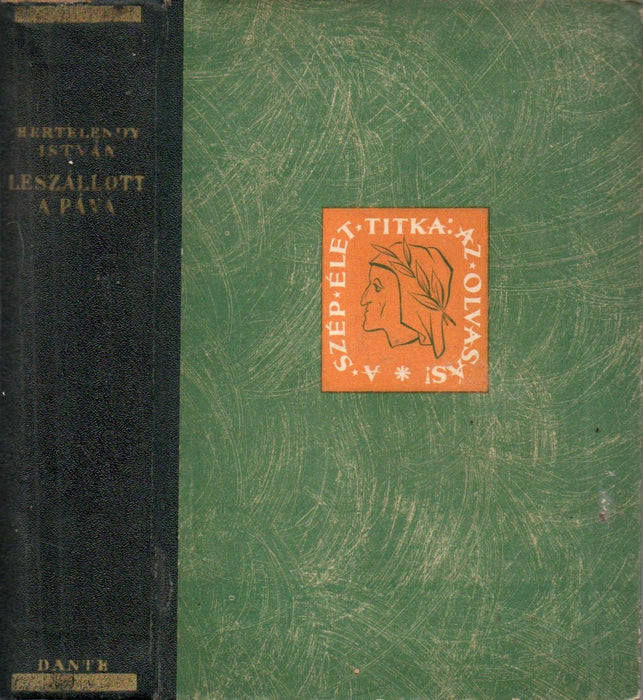 HERTELENDY
ISTVÁN
LESZÁLLOTT
A PÁVA
DANTE
A * SZÉP * ÉLET * TITKA: AZ * OLVASÁS! *